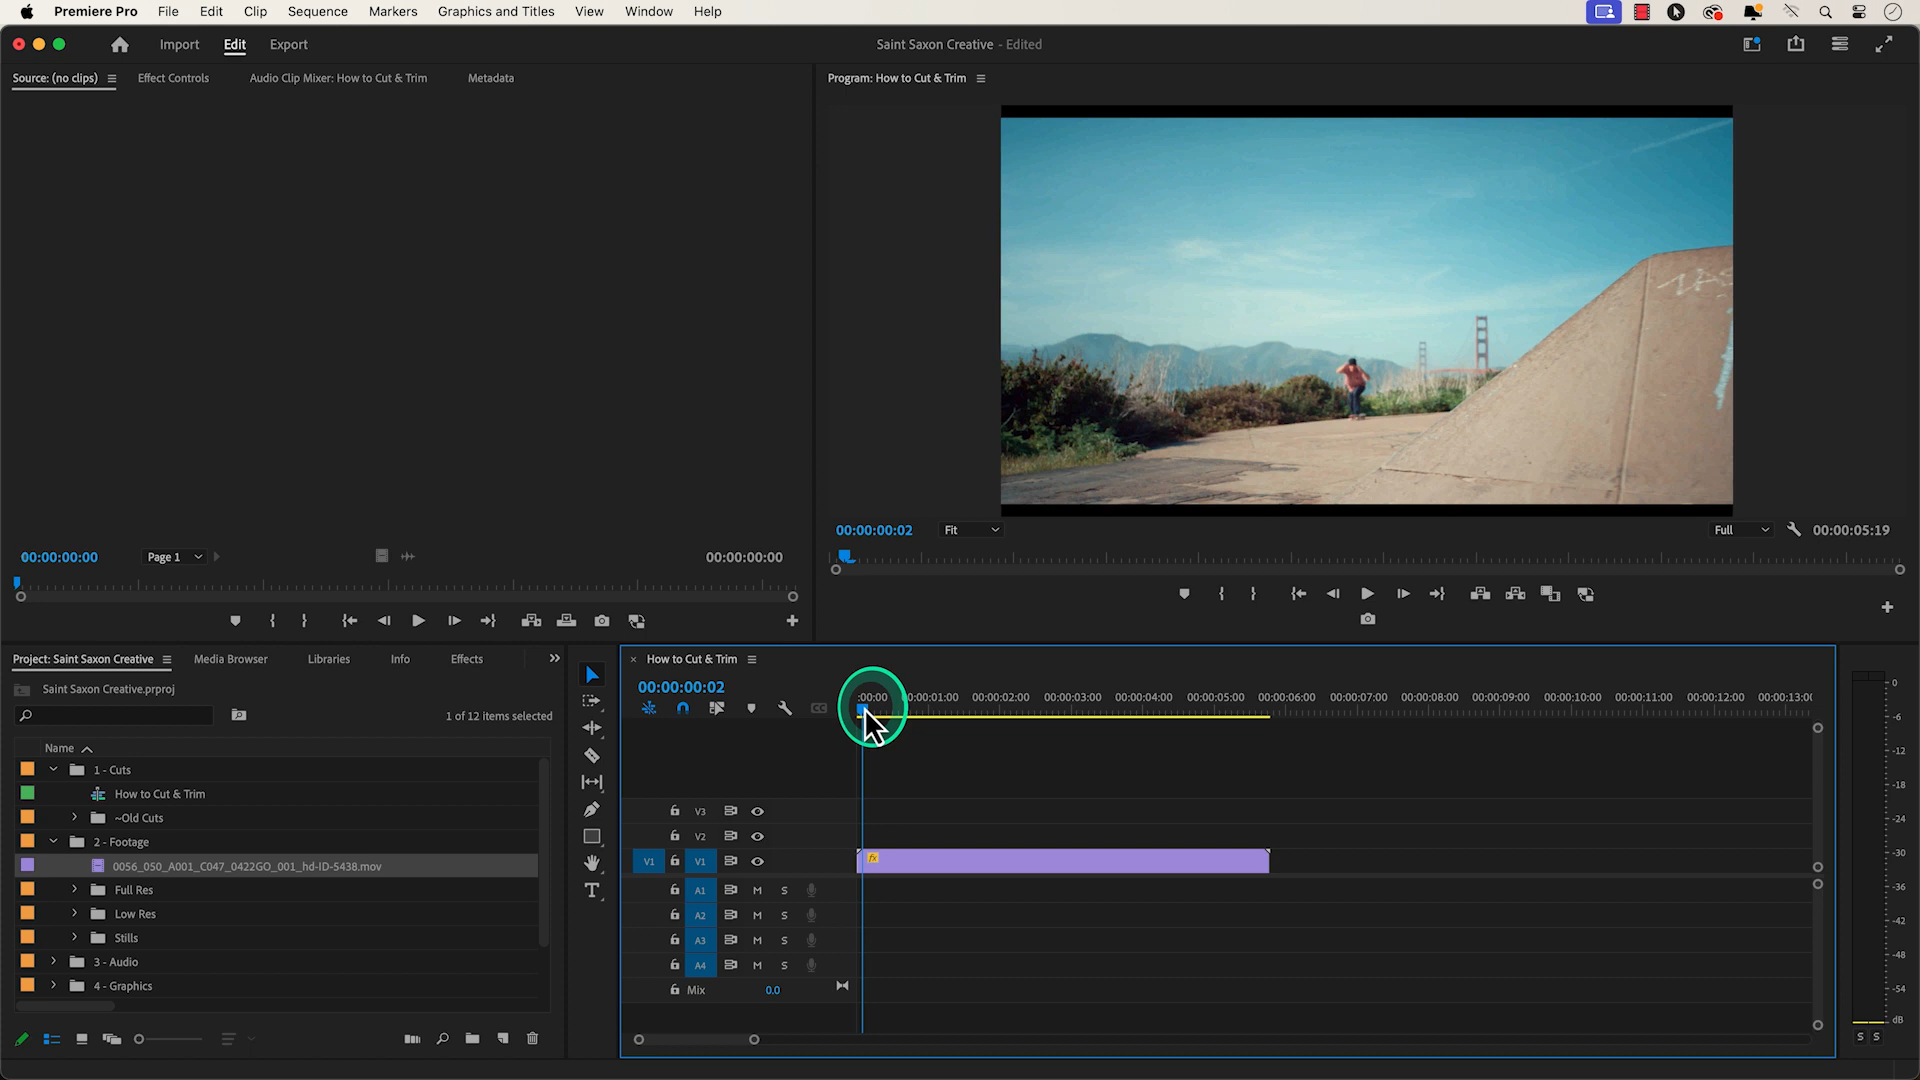 Premiere Pro File Edit Clip Sequence Markers Graphics and Titles View Window Help
Import Edit Export Saint Saxon Creative - Edited
Source: (no clips) Effect Controls Audio Clip Mixer: How to Cut & Trim Metadata
Program: How to Cut & Trim
00:00:00:02 Fit Full 00:00:05:19
00:00:00:00 Page 1 00:00:00:00
Project: Saint Saxon Creative Media Browser Libraries Info Effects
Saint Saxon Creative.prproj
1 of 12 items selected
Name
1 - Cuts
How to Cut & Trim
~Old Cuts
2 - Footage
0056_050_A001_C047_0422GO_001_hd-ID-5438.mov
Full Res
Low Res
Stills
3 - Audio
4 - Graphics
How to Cut & Trim
00:00:00:02
CC
:00:00 00:00:01:00 00:00:02:00 00:00:03:00 00:00:04:00 00:00:05:00 00:00:06:00 00:00:07:00 00:00:08:00 00:00:09:00 00:00:10:00 00:00:11:00 00:00:12:00 00:00:13:00
V3
V2
V1 V1 fx
A1 M S
A2 M S
A3 M S
A4 M S
Mix 0.0
T
0
-6
-12
-18
-24
-30
-36
-42
-48
-54
dB
S S